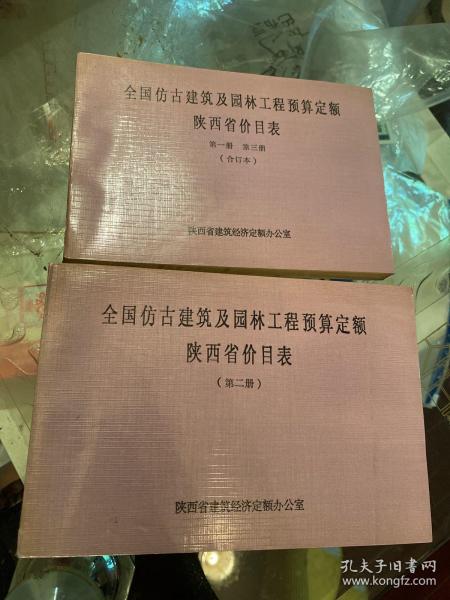 全国仿古建筑及园林工程预算定额
陕西省价目表
第一册 第三册
（合订本）
陕西省建筑经济定额办公室
全国仿古建筑及园林工程预算定额
陕西省价目表
（第二册）
陕西省建筑经济定额办公室
孔夫子旧书网
www.kongfz.com